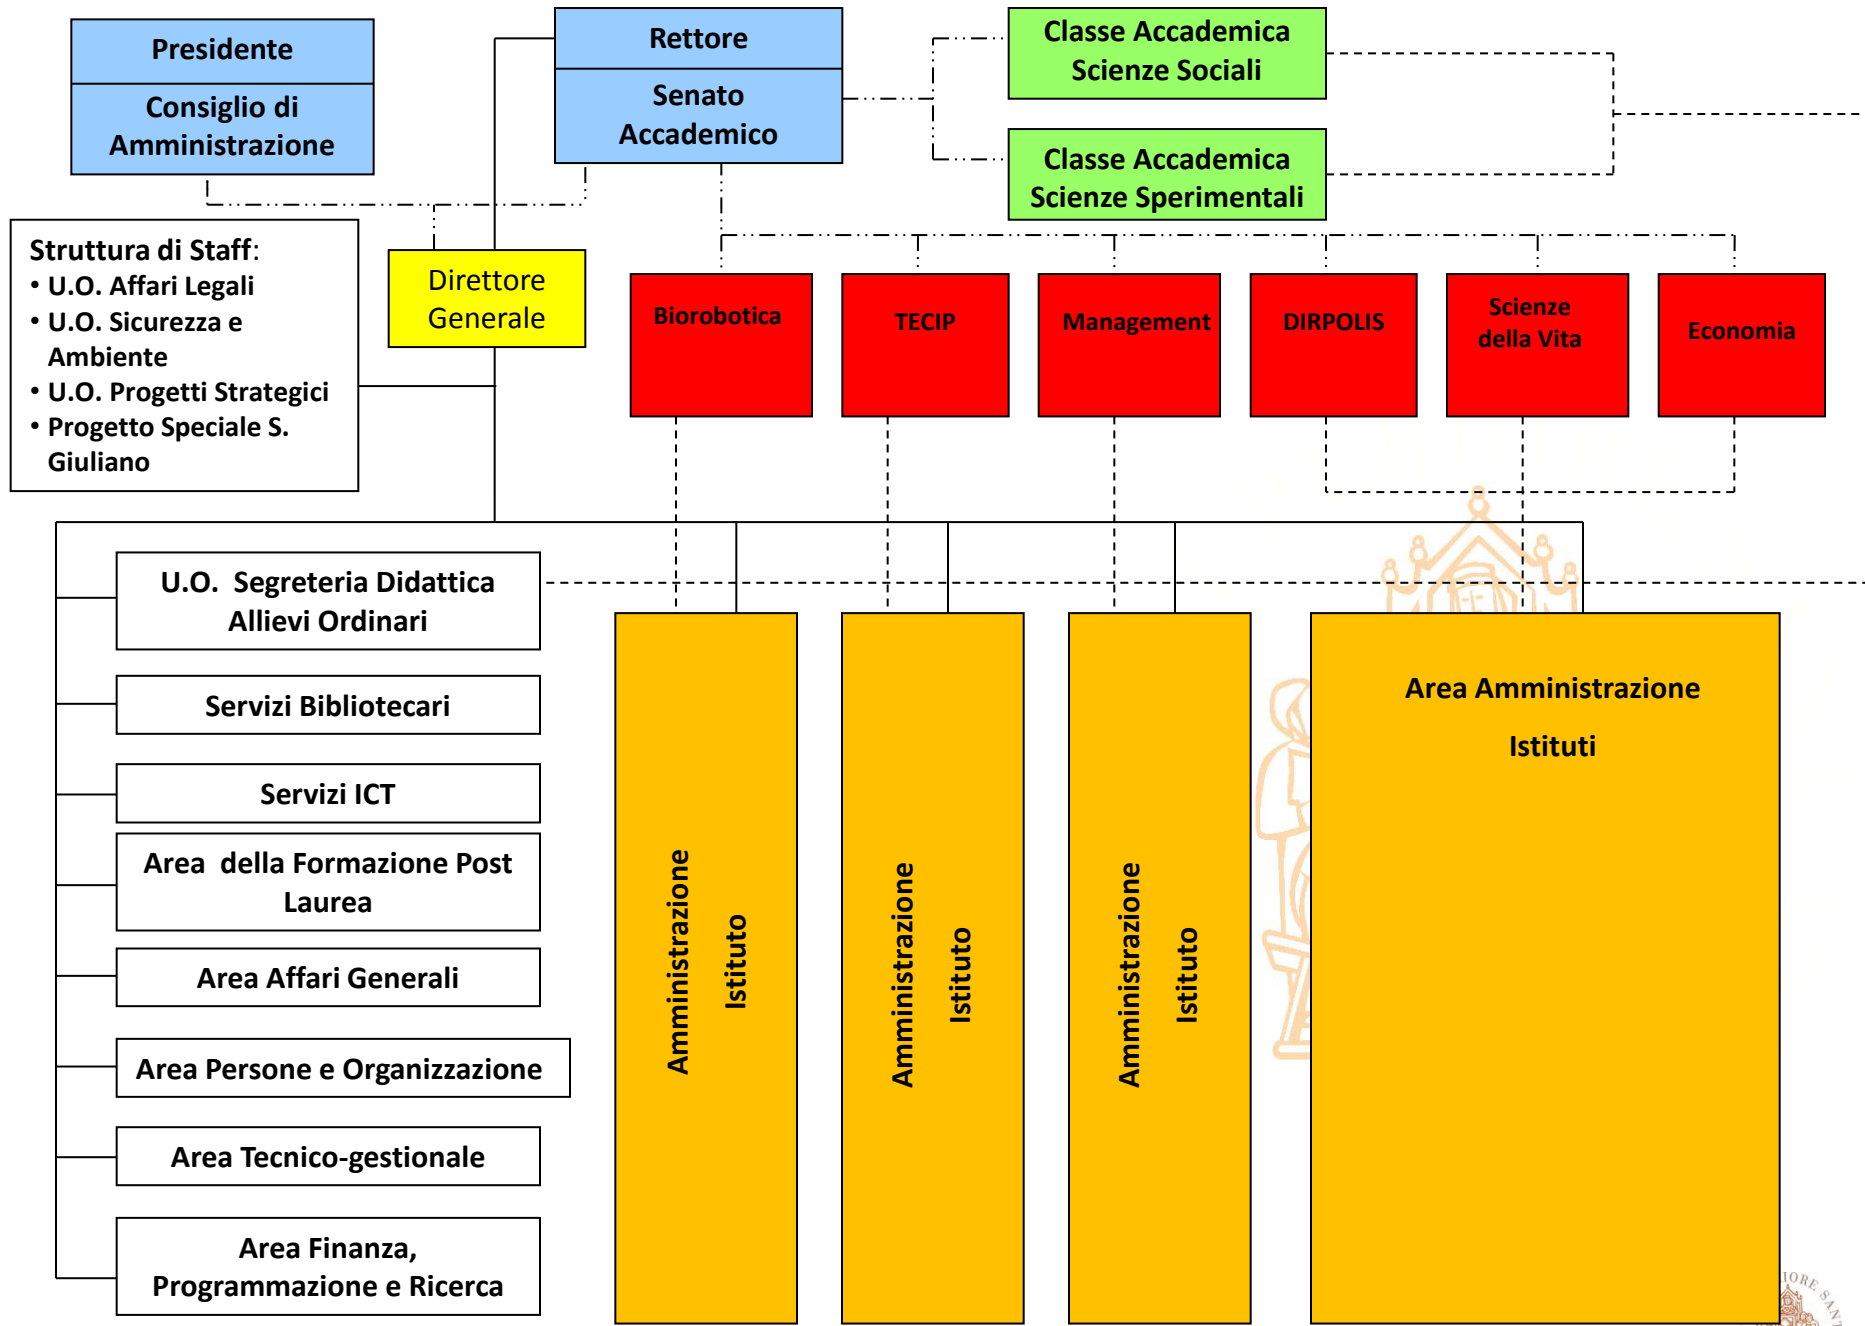 Presidente
Consiglio di
Amministrazione
Rettore
Senato
Accademico
Classe Accademica
Scienze Sociali
Classe Accademica
Scienze Sperimentali
Struttura di Staff:
• U.O. Affari Legali
• U.O. Sicurezza e
Ambiente
• U.O. Progetti Strategici
• Progetto Speciale S.
Giuliano
Direttore
Generale
Biorobotica
TECIP
Management
DIRPOLIS
Scienze
della Vita
Economia
U.O. Segreteria Didattica
Allievi Ordinari
Servizi Bibliotecari
Servizi ICT
Area della Formazione Post
Laurea
Area Affari Generali
Area Persone e Organizzazione
Area Tecnico-gestionale
Area Finanza,
Programmazione e Ricerca
Amministrazione
Istituto
Amministrazione
Istituto
Amministrazione
Istituto
Area Amministrazione
Istituti